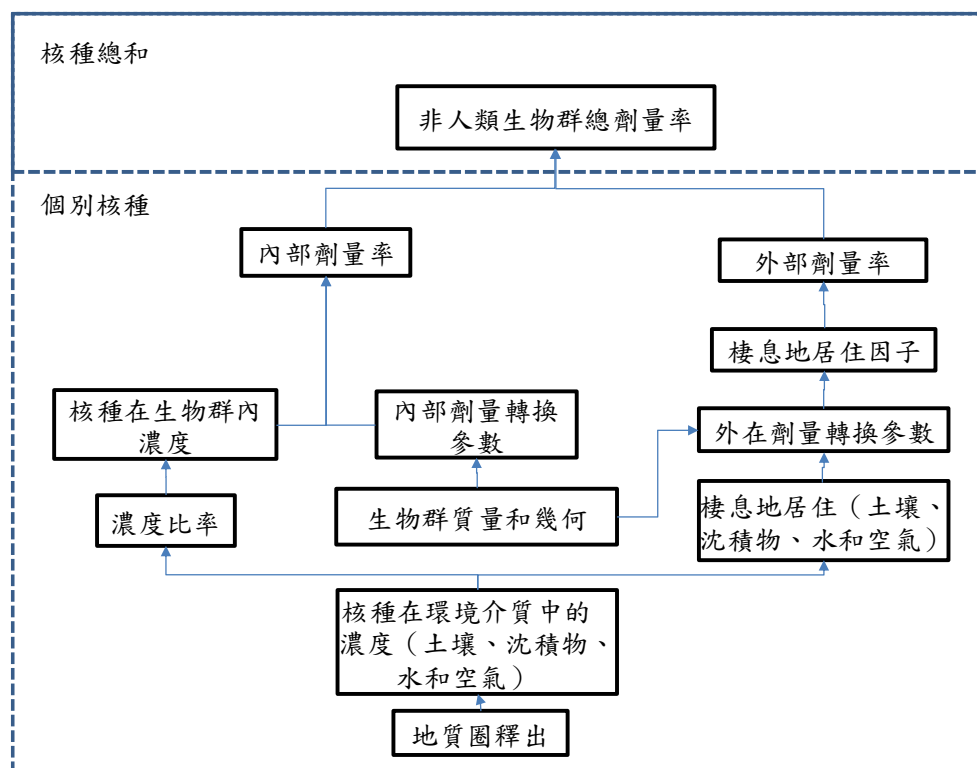 核種總和
非人類生物群總劑量率
個別核種
內部劑量率
外部劑量率
棲息地居住因子
核種在生物群內
濃度
內部劑量轉換
參數
外在劑量轉換參數
濃度比率
生物群質量和幾何
棲息地居住（土壤、
沈積物、水和空氣）
核種在環境介質中的
濃度（土壤、沈積物、
水和空氣）
地質圈釋出